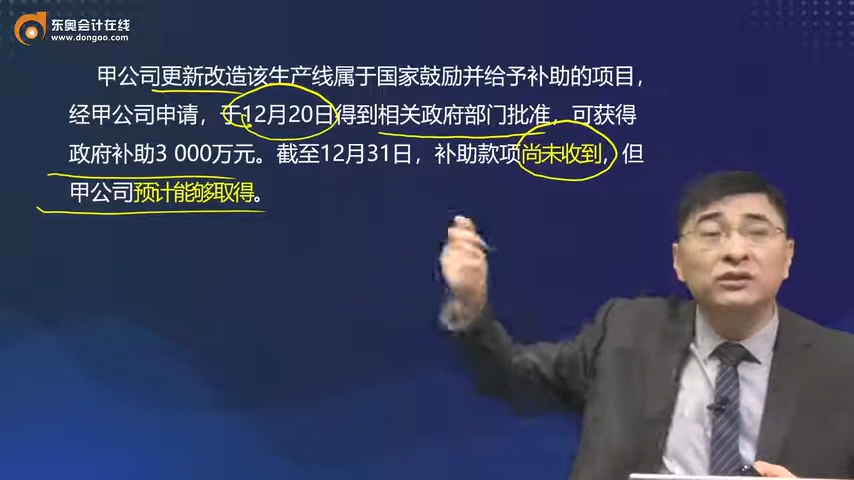 东奥会计在线
www.dongao.com
甲公司更新改造该生产线属于国家鼓励并给予补助的项目，
经甲公司申请，于12月20日得到相关政府部门批准，可获得
政府补助3 000万元。截至12月31日，补助款项尚未收到，但
甲公司预计能够取得。